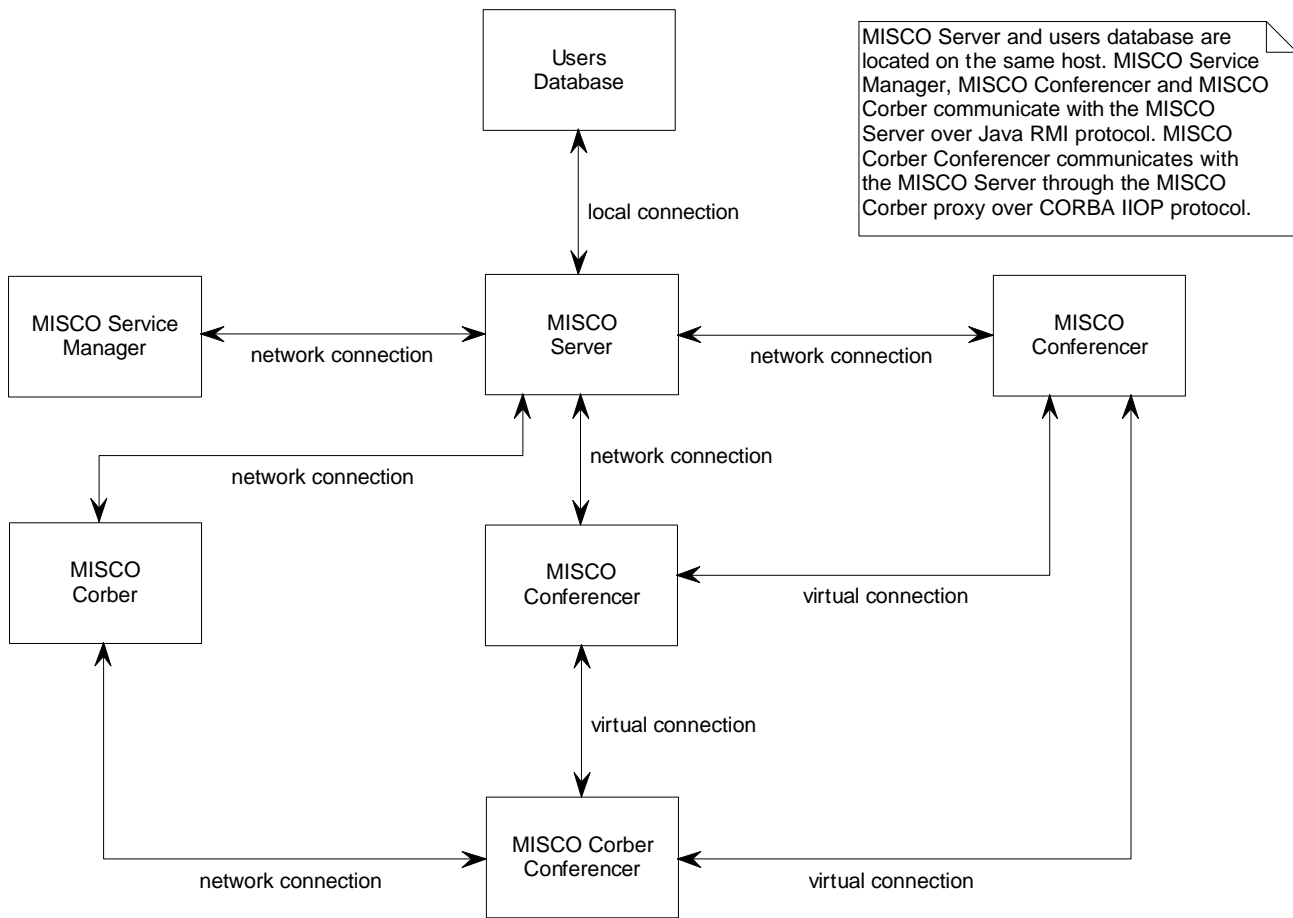 Users
Database
MISCO Server and users database are
located on the same host. MISCO Service
Manager, MISCO Conferencer and MISCO
Corber communicate with the MISCO
Server over Java RMI protocol. MISCO
Corber Conferencer communicates with
the MISCO Server through the MISCO
Corber proxy over CORBA IIOP protocol.
local connection
MISCO Service
Manager
network connection
MISCO
Server
network connection
MISCO
Conferencer
network connection
network connection
MISCO
Corber
MISCO
Conferencer
virtual connection
virtual connection
MISCO Corber
Conferencer
network connection
virtual connection